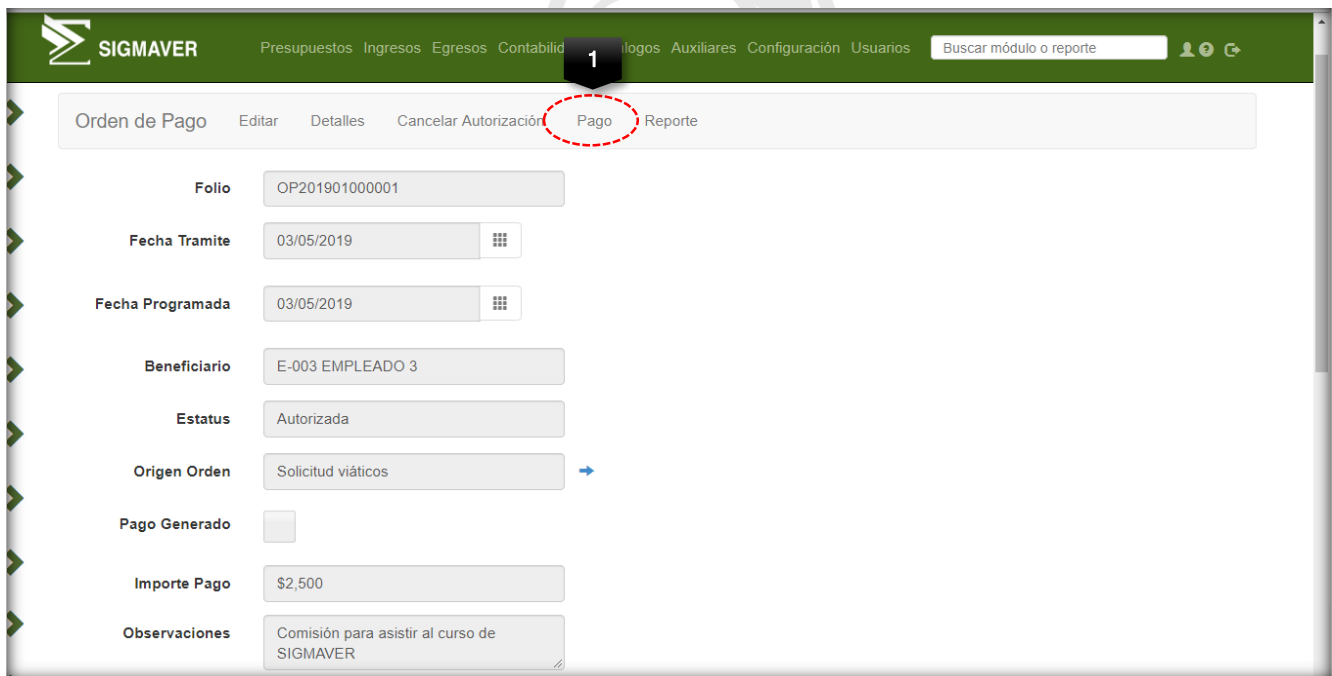 SIGMAVER Presupuestos Ingresos Egresos Contabilid logos Auxiliares Configuración Usuarios Buscar módulo o reporte
1
Orden de Pago Editar Detalles Cancelar Autorización Pago Reporte
Folio OP201901000001
Fecha Tramite 03/05/2019
Fecha Programada 03/05/2019
Beneficiario E-003 EMPLEADO 3
Estatus Autorizada
Origen Orden Solicitud viáticos
Pago Generado
Importe Pago $2,500
Observaciones Comisión para asistir al curso de
SIGMAVER